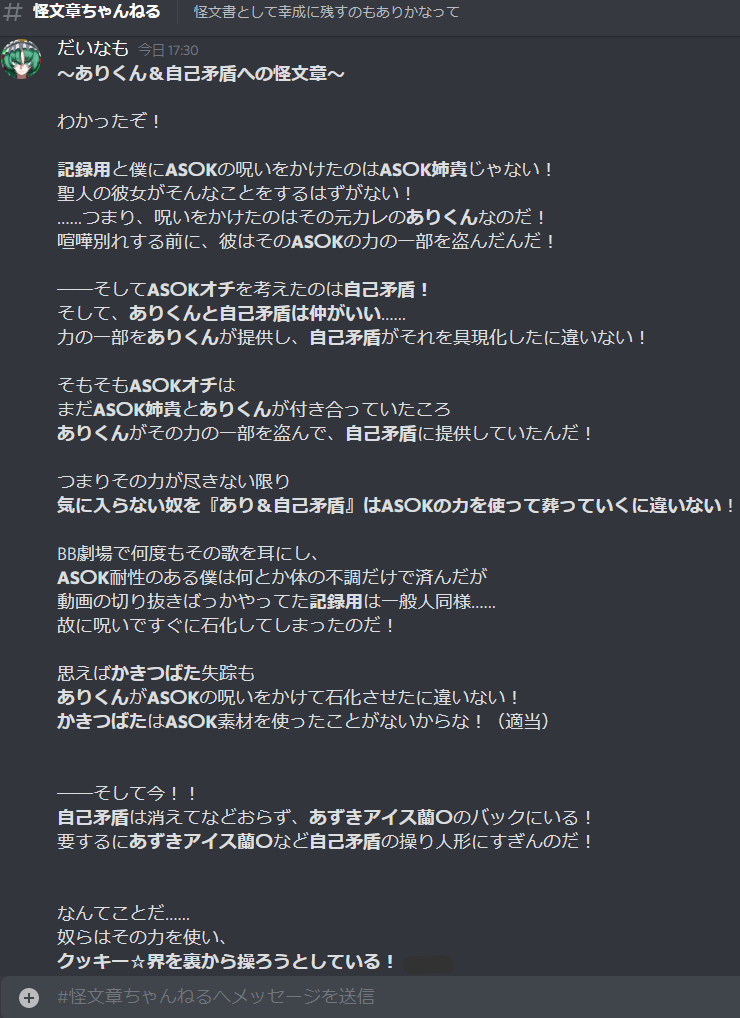 # 怪文章ちゃんねる 怪文書として幸成に残すのもありかなって
だいなも 今日 17:30
～ありくん＆自己矛盾への怪文章～
わかったぞ！
記録用と僕にAS〇Kの呪いをかけたのはAS〇K姉貴じゃない！
聖人の彼女がそんなことをするはずがない！
……つまり、呪いをかけたのはその元カレのありくんなのだ！
喧嘩別れする前に、彼はそのAS〇Kの力の一部を盗んだんだ！
――そしてAS〇Kオチを考えたのは自己矛盾！
そして、ありくんと自己矛盾は仲がいい……
力の一部をありくんが提供し、自己矛盾がそれを具現化したに違いない！
そもそもAS〇Kオチは
まだAS〇K姉貴とありくんが付き合っていたころ
ありくんがその力の一部を盗んで、自己矛盾に提供していたんだ！
つまりその力が尽きない限り
気に入らない奴を『あり＆自己矛盾』はAS〇Kの力を使って葬っていくに違いない！
BB劇場で何度もその歌を耳にし、
AS〇K耐性のある僕は何とか体の不調だけで済んだが
動画の切り抜きばっかやってた記録用は一般人同様……
故に呪いですぐに石化してしまったのだ！
思えばかきつばた失踪も
ありくんがAS〇Kの呪いをかけて石化させたに違いない！
かきつばたはAS〇K素材を使ったことがないからな！（適当）
――そして今！！
自己矛盾は消えてなどおらず、あずきアイス蘭〇のバックにいる！
要するにあずきアイス蘭〇など自己矛盾の操り人形にすぎんのだ！
なんてことだ……
奴らはその力を使い、
クッキー☆界を裏から操ろうとしている！
#怪文章ちゃんねるへメッセージを送信